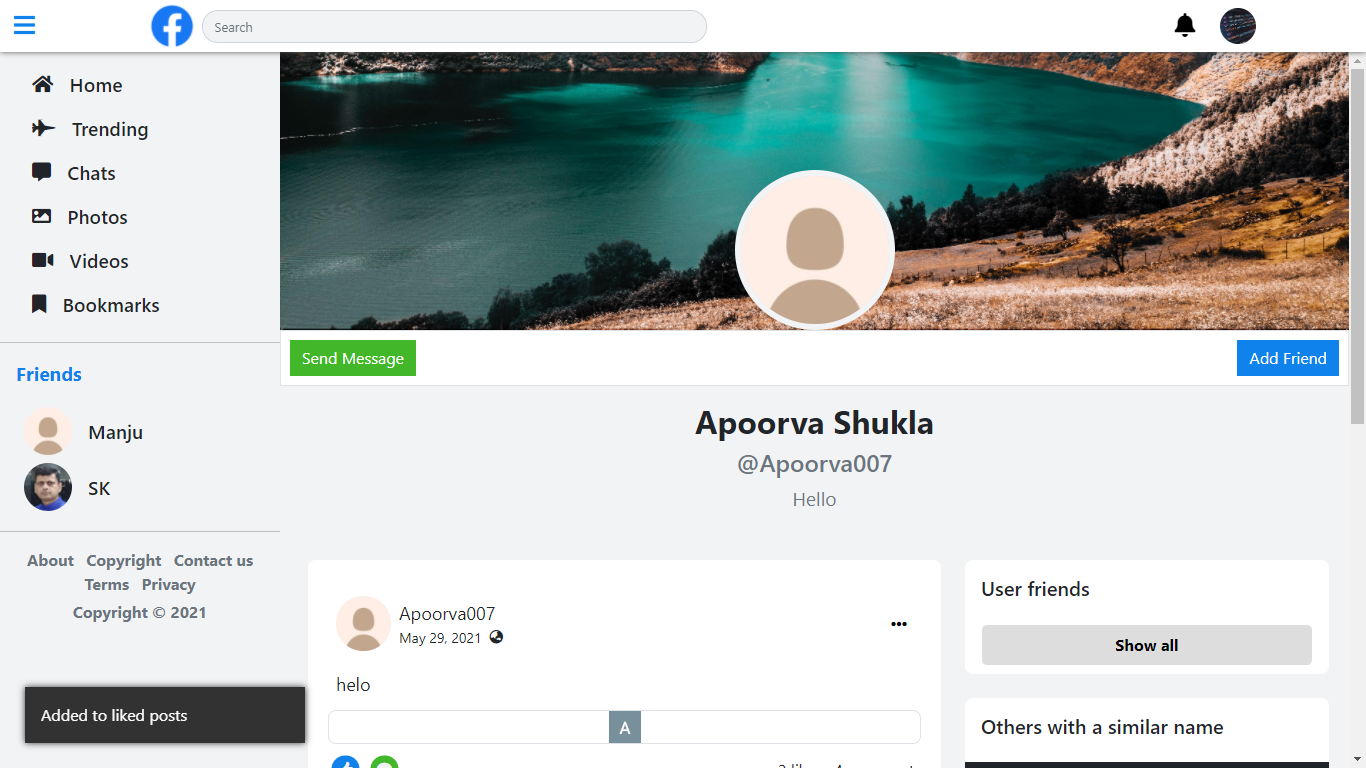 Search
Home
Trending
Chats
Photos
Videos
Bookmarks
Friends
Manju
SK
About Copyright Contact us
Terms Privacy
Copyright © 2021
Added to liked posts
Send Message
Add Friend
Apoorva Shukla
@Apoorva007
Hello
Apoorva007
May 29, 2021
helo
A
User friends
Show all
Others with a similar name